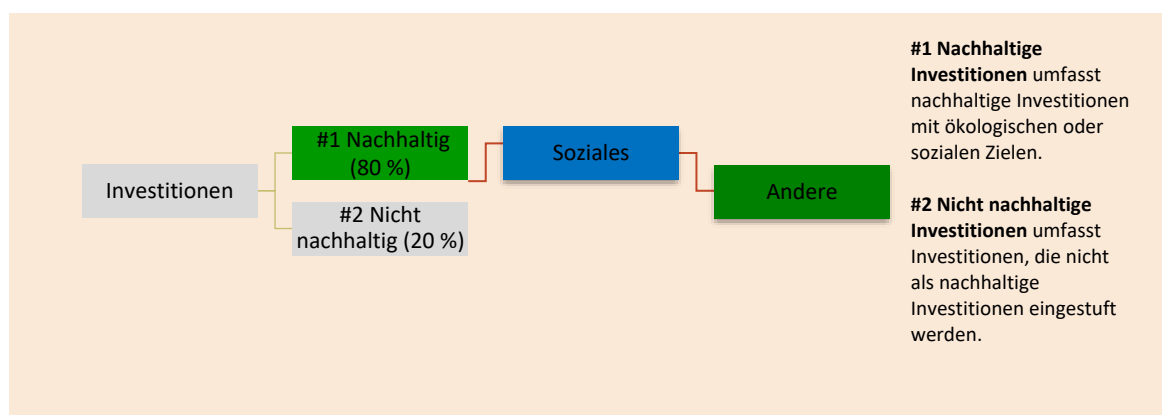 Investitionen
#1 Nachhaltig
(80 %)
#2 Nicht
nachhaltig (20 %)
Soziales
Andere
#1 Nachhaltige
Investitionen umfasst
nachhaltige Investitionen
mit ökologischen oder
sozialen Zielen.
#2 Nicht nachhaltige
Investitionen umfasst
Investitionen, die nicht
als nachhaltige
Investitionen eingestuft
werden.